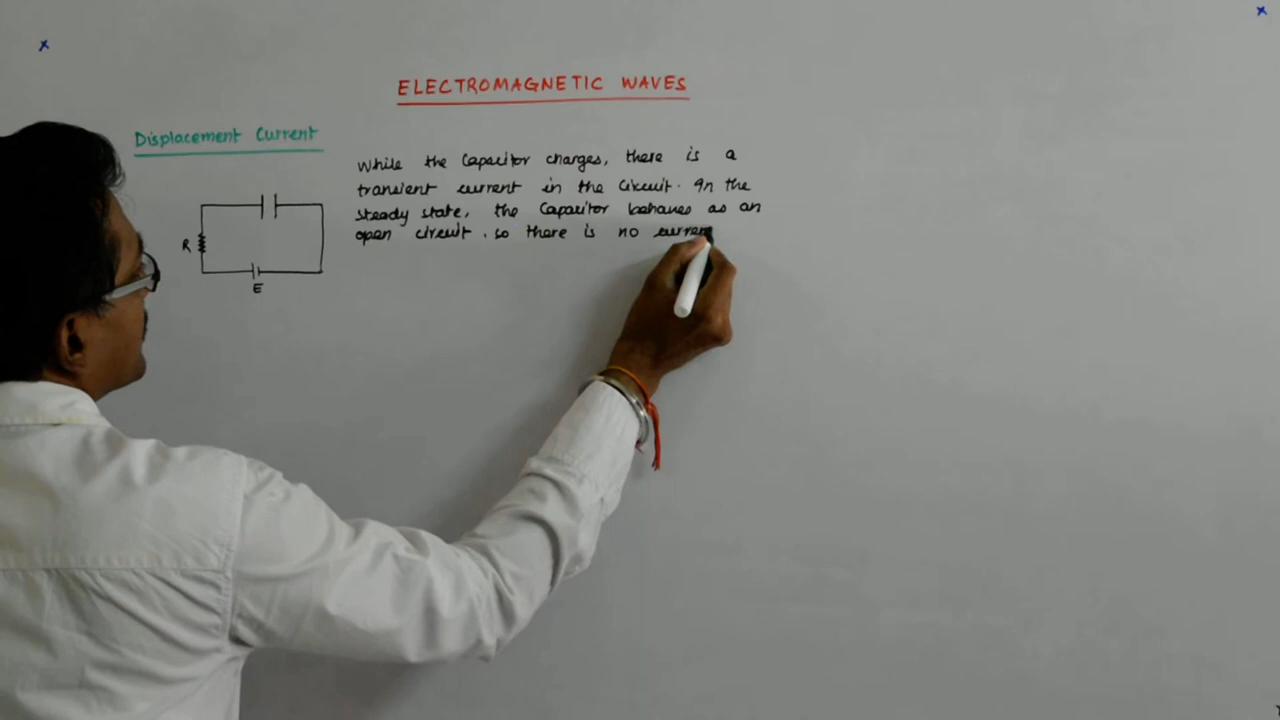 ELECTROMAGNETIC WAVES
Displacement Current
While the Capacitor charges, there is a
transient current in the Circuit. In the
steady state, the Capacitor behaves as an
open circuit. so there is no curren
R
E